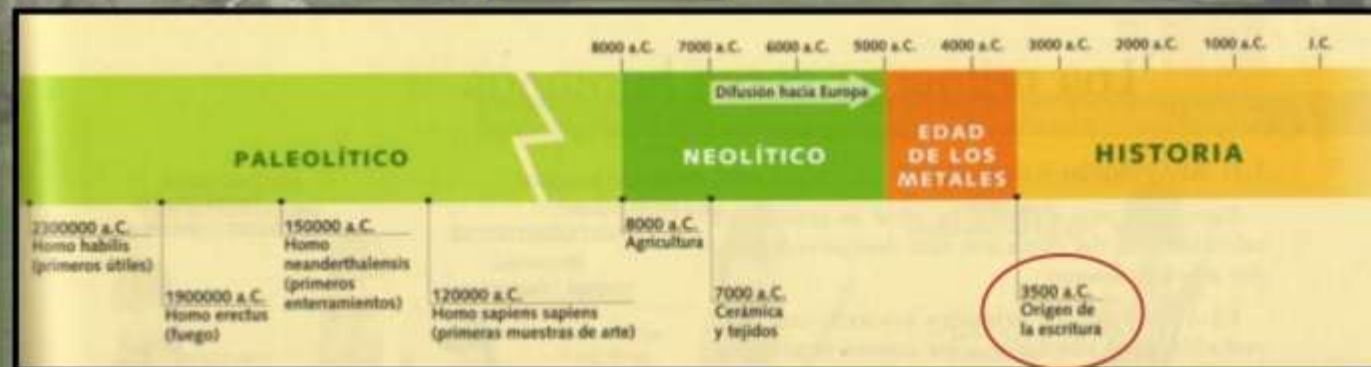 8000 a.C. 7000 a.C. 6000 a.C. 5000 a.C. 4000 a.C. 3000 a.C. 2000 a.C. 1000 a.C. J.C.
Difusión hacia Europa
PALEOLÍTICO
NEOLÍTICO
EDAD
DE LOS
METALES
HISTORIA
2300000 a.C.
Homo habilis
(primeros útiles)
1900000 a.C.
Homo erectus
(fuego)
150000 a.C.
Homo
neanderthalensis
(primeros
enterramientos)
120000 a.C.
Homo sapiens sapiens
(primeras muestras de arte)
8000 a.C.
Agricultura
7000 a.C.
Cerámica
y tejidos
3500 a.C.
Origen de
la escritura